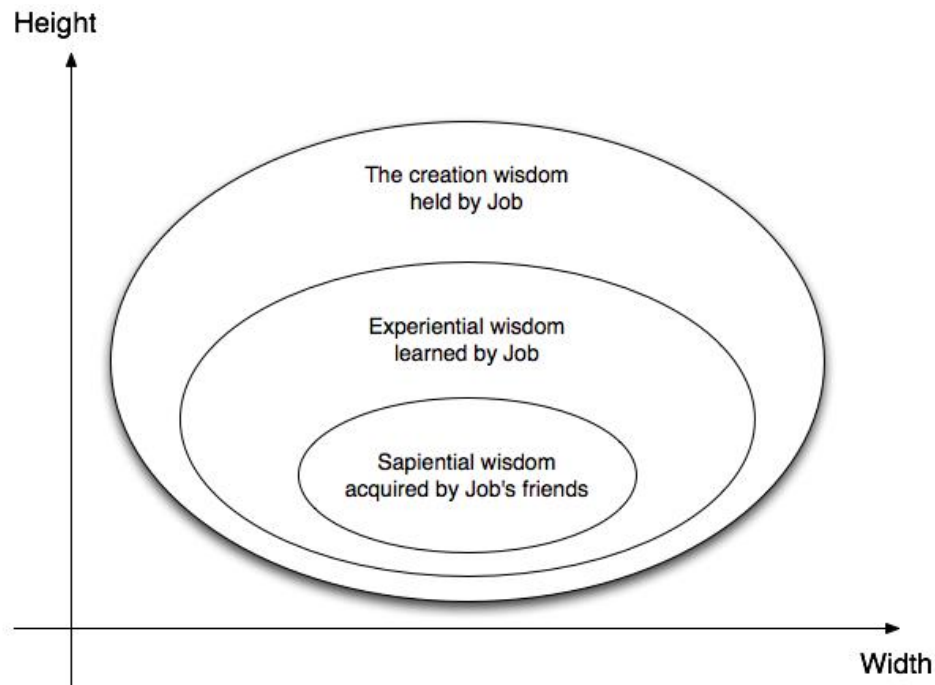 Height
The creation wisdom
held by Job
Experiential wisdom
learned by Job
Sapiential wisdom
acquired by Job's friends
Width